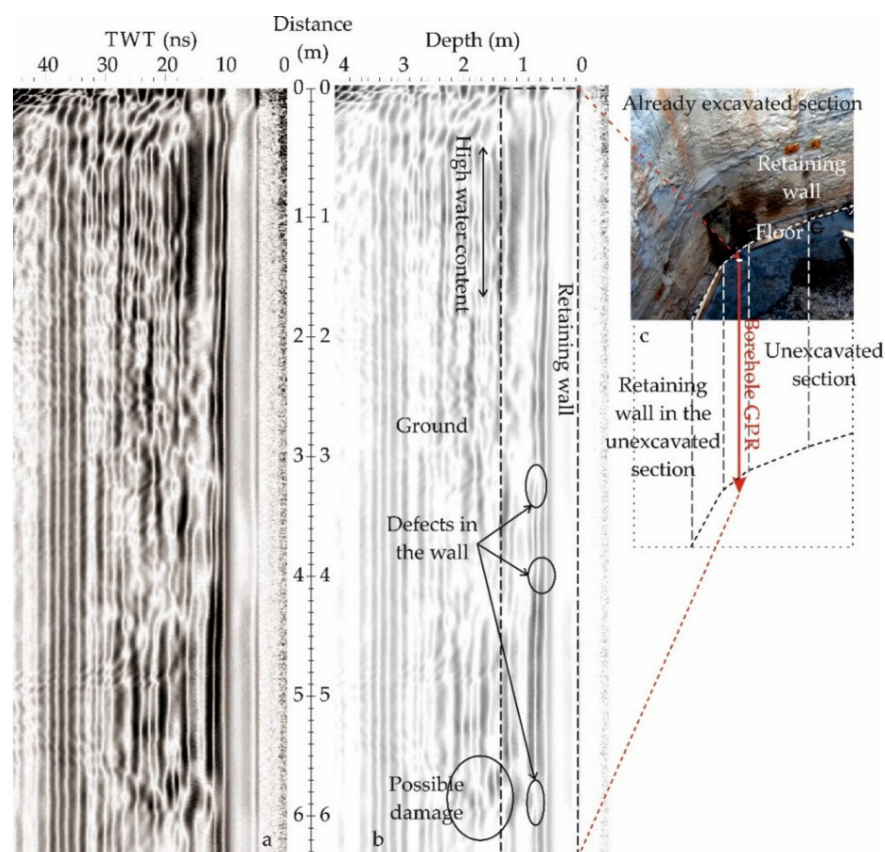 Distance
(m)
TWT (ns)
40 30 20 10 0
Depth (m)
4 3 2 1 0
0 0
1 1
2 2
3 3
4 4
5 5
6 6
a
High water content
Retaining wall
Ground
Defects in
the wall
Possible
damage
b
Already excavated section
Retaining
wall
Floor
c
Borehole GPR
Unexcavated
section
Retaining
wall in the
unexcavated
section